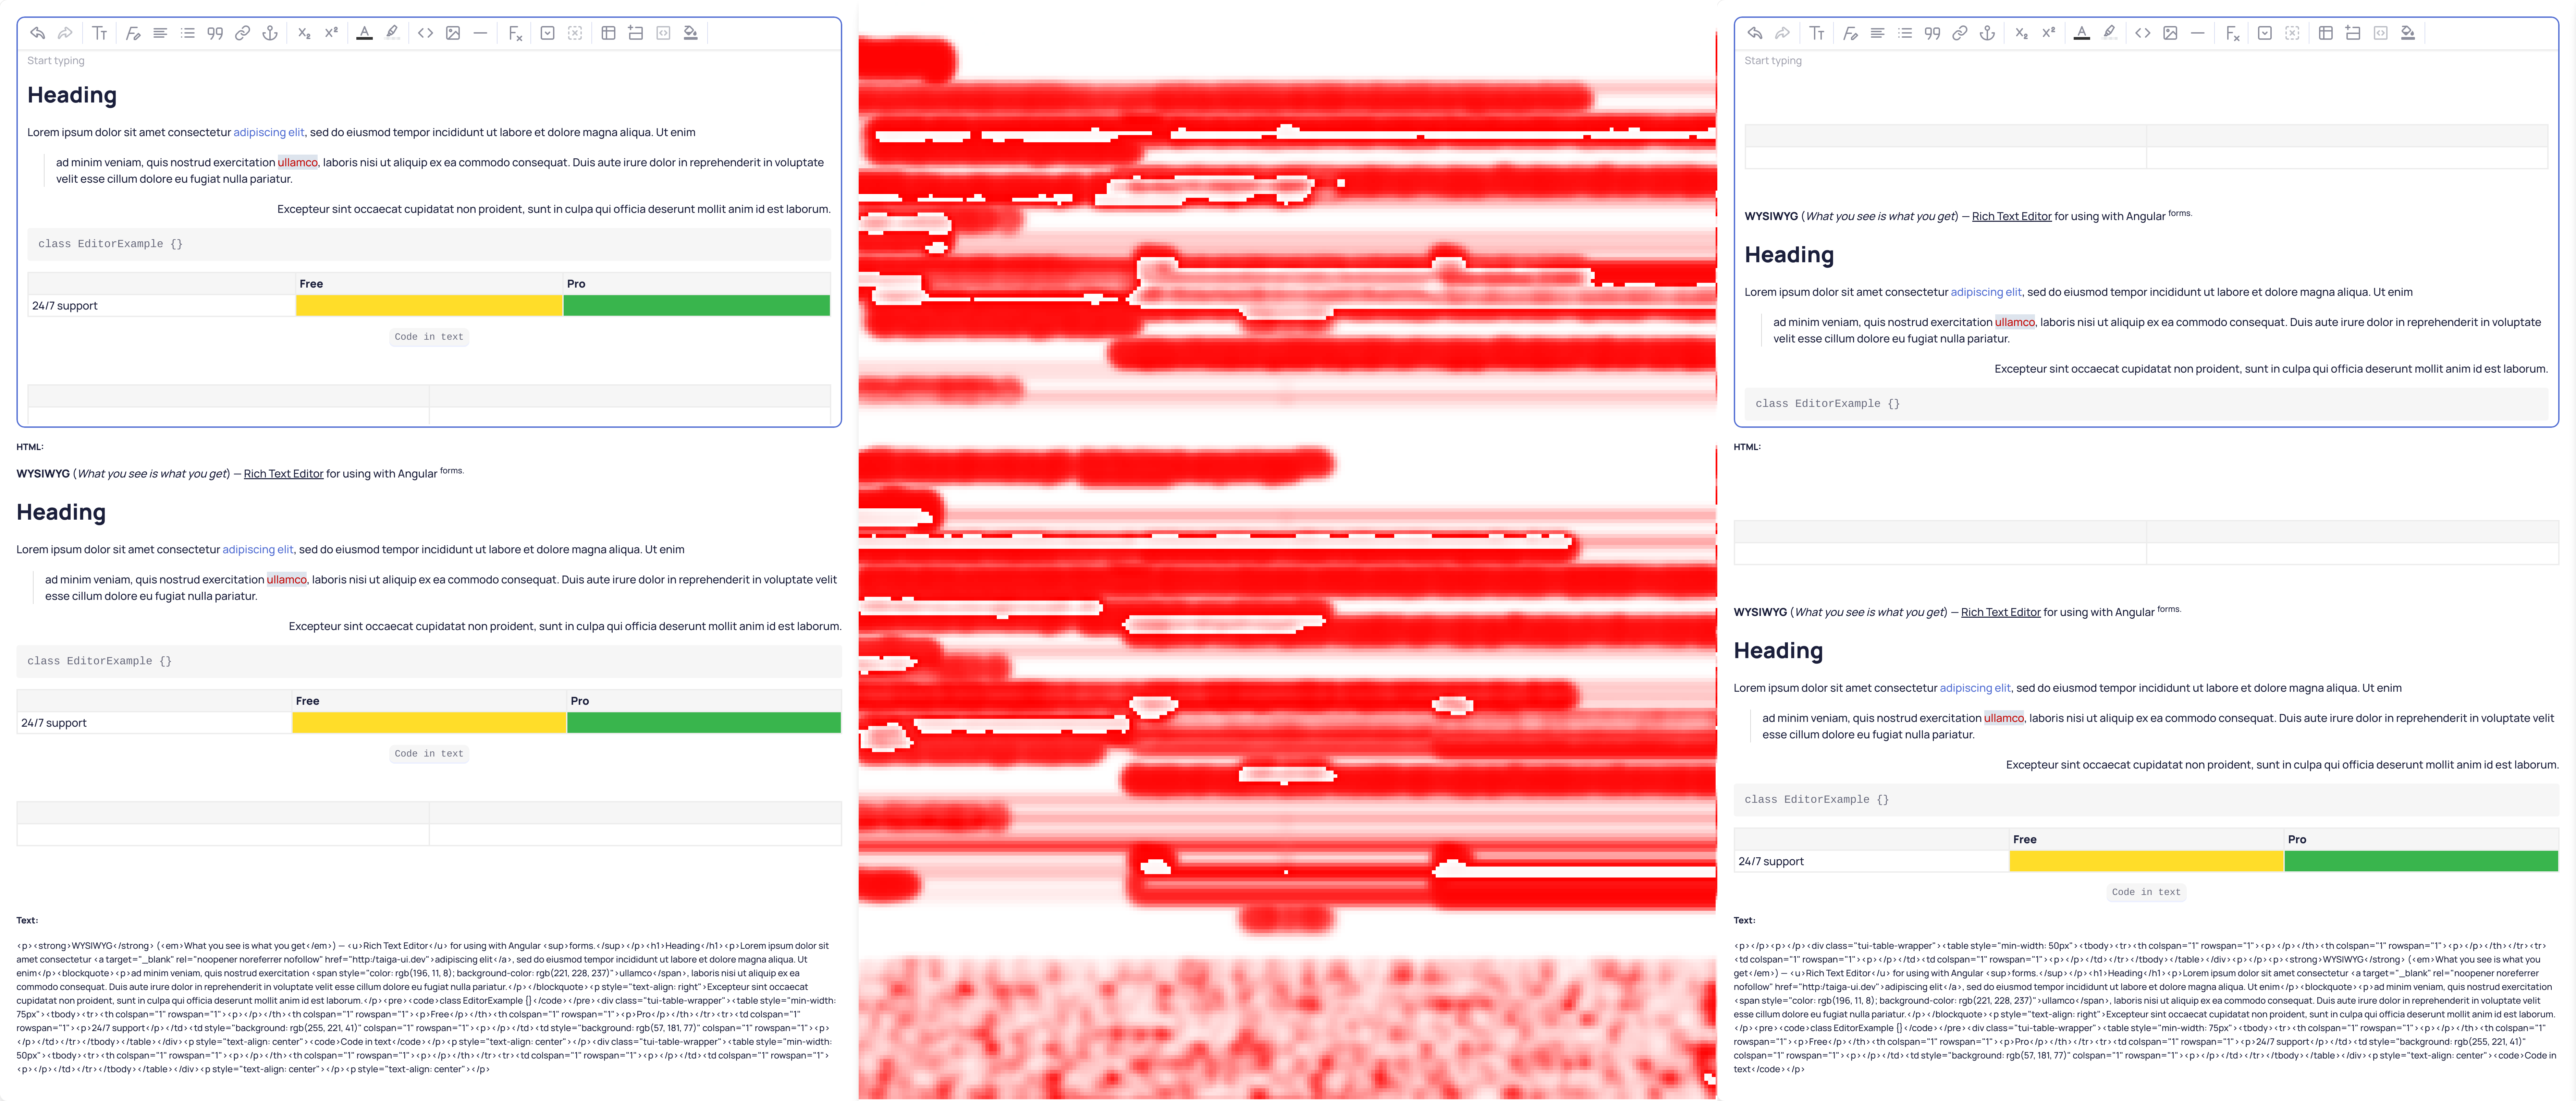 Start typing
Heading
Lorem ipsum dolor sit amet consectetur adipiscing elit, sed do eiusmod tempor incididunt ut labore et dolore magna aliqua. Ut enim
ad minim veniam, quis nostrud exercitation ullamco, laboris nisi ut aliquip ex ea commodo consequat. Duis aute irure dolor in reprehenderit in voluptate
velit esse cillum dolore eu fugiat nulla pariatur.
Excepteur sint occaecat cupidatat non proident, sunt in culpa qui officia deserunt mollit anim id est laborum.
class EditorExample {}
Free Pro
24/7 support
Code in text
HTML:
WYSIWYG (What you see is what you get) — Rich Text Editor for using with Angular forms.
Heading
Lorem ipsum dolor sit amet consectetur adipiscing elit, sed do eiusmod tempor incididunt ut labore et dolore magna aliqua. Ut enim
ad minim veniam, quis nostrud exercitation ullamco, laboris nisi ut aliquip ex ea commodo consequat. Duis aute irure dolor in reprehenderit in voluptate velit
esse cillum dolore eu fugiat nulla pariatur.
Excepteur sint occaecat cupidatat non proident, sunt in culpa qui officia deserunt mollit anim id est laborum.
class EditorExample {}
Free Pro
24/7 support
Code in text
Text:
<p><strong>WYSIWYG</strong> (<em>What you see is what you get</em>) — <u>Rich Text Editor</u> for using with Angular <sup>forms.</sup></p><h1>Heading</h1><p>Lorem ipsum dolor sit
amet consectetur <a target="_blank" rel="noopener noreferrer nofollow" href="http:/taiga-ui.dev">adipiscing elit</a>, sed do eiusmod tempor incididunt ut labore et dolore magna aliqua. Ut
enim</p><blockquote><p>ad minim veniam, quis nostrud exercitation <span style="color: rgb(196, 11, 8); background-color: rgb(221, 228, 237)">ullamco</span>, laboris nisi ut aliquip ex ea
commodo consequat. Duis aute irure dolor in reprehenderit in voluptate velit esse cillum dolore eu fugiat nulla pariatur.</p></blockquote><p style="text-align: right">Excepteur sint occaecat
cupidatat non proident, sunt in culpa qui officia deserunt mollit anim id est laborum.</p><pre><code>class EditorExample {}</code></pre><div class="tui-table-wrapper"><table style="min-width:
75px"><tbody><tr><th colspan="1" rowspan="1"><p></p></th><th colspan="1" rowspan="1"><p>Free</p></th><th colspan="1" rowspan="1"><p>Pro</p></th></tr><tr><td colspan="1"
rowspan="1"><p>24/7 support</p></td><td style="background: rgb(255, 221, 41)" colspan="1" rowspan="1"><p></p></td><td style="background: rgb(57, 181, 77)" colspan="1" rowspan="1"><p>
</p></td></tr></tbody></table></div><p style="text-align: center"><code>Code in text</code></p><p style="text-align: center"></p><div class="tui-table-wrapper"><table style="min-width:
50px"><tbody><tr><th colspan="1" rowspan="1"><p></p></th><th colspan="1" rowspan="1"><p></p></th></tr><tr><td colspan="1" rowspan="1"><p></p></td><td colspan="1" rowspan="1">
<p></p></td></tr></tbody></table></div><p style="text-align: center"></p><p style="text-align: center"></p>
Start typing
WYSIWYG (What you see is what you get) — Rich Text Editor for using with Angular forms.
Heading
Lorem ipsum dolor sit amet consectetur adipiscing elit, sed do eiusmod tempor incididunt ut labore et dolore magna aliqua. Ut enim
ad minim veniam, quis nostrud exercitation ullamco, laboris nisi ut aliquip ex ea commodo consequat. Duis aute irure dolor in reprehenderit in voluptate
velit esse cillum dolore eu fugiat nulla pariatur.
Excepteur sint occaecat cupidatat non proident, sunt in culpa qui officia deserunt mollit anim id est laborum.
class EditorExample {}
HTML:
WYSIWYG (What you see is what you get) — Rich Text Editor for using with Angular forms.
Heading
Lorem ipsum dolor sit amet consectetur adipiscing elit, sed do eiusmod tempor incididunt ut labore et dolore magna aliqua. Ut enim
ad minim veniam, quis nostrud exercitation ullamco, laboris nisi ut aliquip ex ea commodo consequat. Duis aute irure dolor in reprehenderit in voluptate velit
esse cillum dolore eu fugiat nulla pariatur.
Excepteur sint occaecat cupidatat non proident, sunt in culpa qui officia deserunt mollit anim id est laborum.
class EditorExample {}
Free Pro
24/7 support
Code in text
Text:
<p></p><p></p><div class="tui-table-wrapper"><table style="min-width: 50px"><tbody><tr><th colspan="1" rowspan="1"><p></p></th><th colspan="1" rowspan="1"><p></p></th></tr><tr>
<td colspan="1" rowspan="1"><p></p></td><td colspan="1" rowspan="1"><p></p></td></tr></tbody></table></div><p></p><p><strong>WYSIWYG</strong> (<em>What you see is what you
get</em>) — <u>Rich Text Editor</u> for using with Angular <sup>forms.</sup></p><h1>Heading</h1><p>Lorem ipsum dolor sit amet consectetur <a target="_blank" rel="noopener noreferrer
nofollow" href="http:/taiga-ui.dev">adipiscing elit</a>, sed do eiusmod tempor incididunt ut labore et dolore magna aliqua. Ut enim</p><blockquote><p>ad minim veniam, quis nostrud exercitation
<span style="color: rgb(196, 11, 8); background-color: rgb(221, 228, 237)">ullamco</span>, laboris nisi ut aliquip ex ea commodo consequat. Duis aute irure dolor in reprehenderit in voluptate velit
esse cillum dolore eu fugiat nulla pariatur.</p></blockquote><p style="text-align: right">Excepteur sint occaecat cupidatat non proident, sunt in culpa qui officia deserunt mollit anim id est laborum.
</p><pre><code>class EditorExample {}</code></pre><div class="tui-table-wrapper"><table style="min-width: 75px"><tbody><tr><th colspan="1" rowspan="1"><p></p></th><th colspan="1"
rowspan="1"><p>Free</p></th><th colspan="1" rowspan="1"><p>Pro</p></th></tr><tr><td colspan="1" rowspan="1"><p>24/7 support</p></td><td style="background: rgb(255, 221, 41)"
colspan="1" rowspan="1"><p></p></td><td style="background: rgb(57, 181, 77)" colspan="1" rowspan="1"><p></p></td></tr></tbody></table></div><p style="text-align: center"><code>Code in
text</code></p>